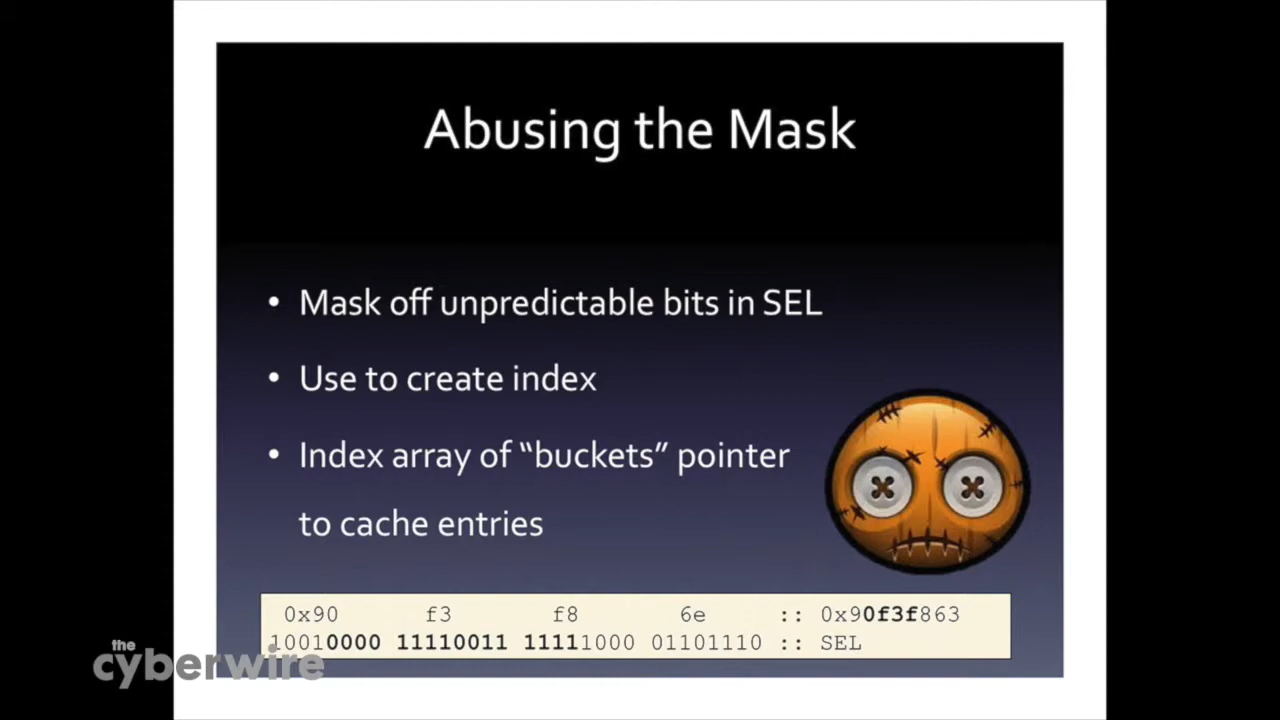 Abusing the Mask
• Mask off unpredictable bits in SEL
• Use to create index
• Index array of “buckets” pointer
to cache entries
0x90 f3 f8 6e :: 0x90f3f863
10010000 11110011 11111000 01101110 :: SEL
the
cyberwire